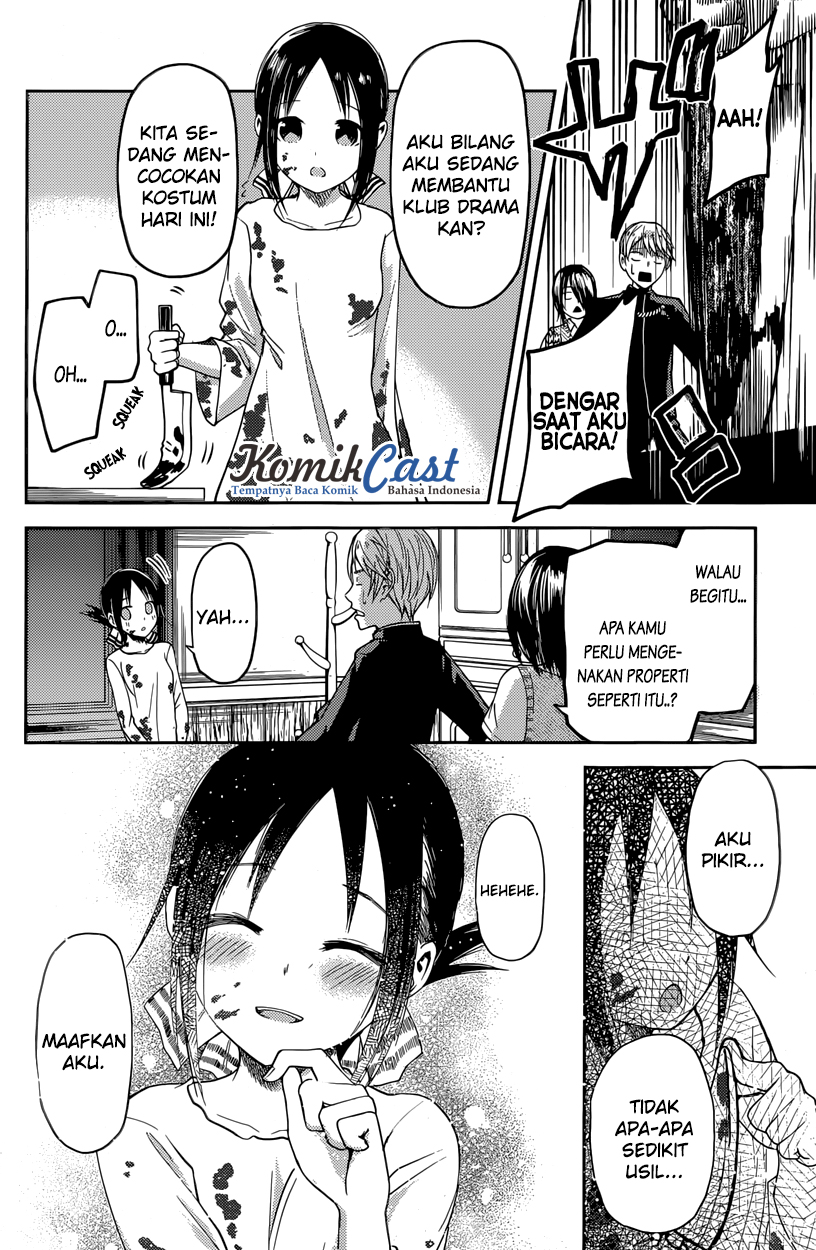 AAH!
DENGAR
SAAT AKU
BICARA!
AKU BILANG
AKU SEDANG
MEMBANTU
KLUB DRAMA
KAN?
KITA SE-
DANG MEN-
COCOKAN
KOSTUM
HARI INI!
O...
OH...
SQUEAK
SQUEAK
KomikCast
Tempatnya Baca Komik Bahasa Indonesia
WALAU
BEGITU...
APA KAMU
PERLU MENGE-
NAKAN PROPERTI
SEPERTI ITU..?
YAH...
AKU
PIKIR...
TIDAK
APA-APA
SEDIKIT
USIL...
HEHEHE.
MAAFKAN
AKU.